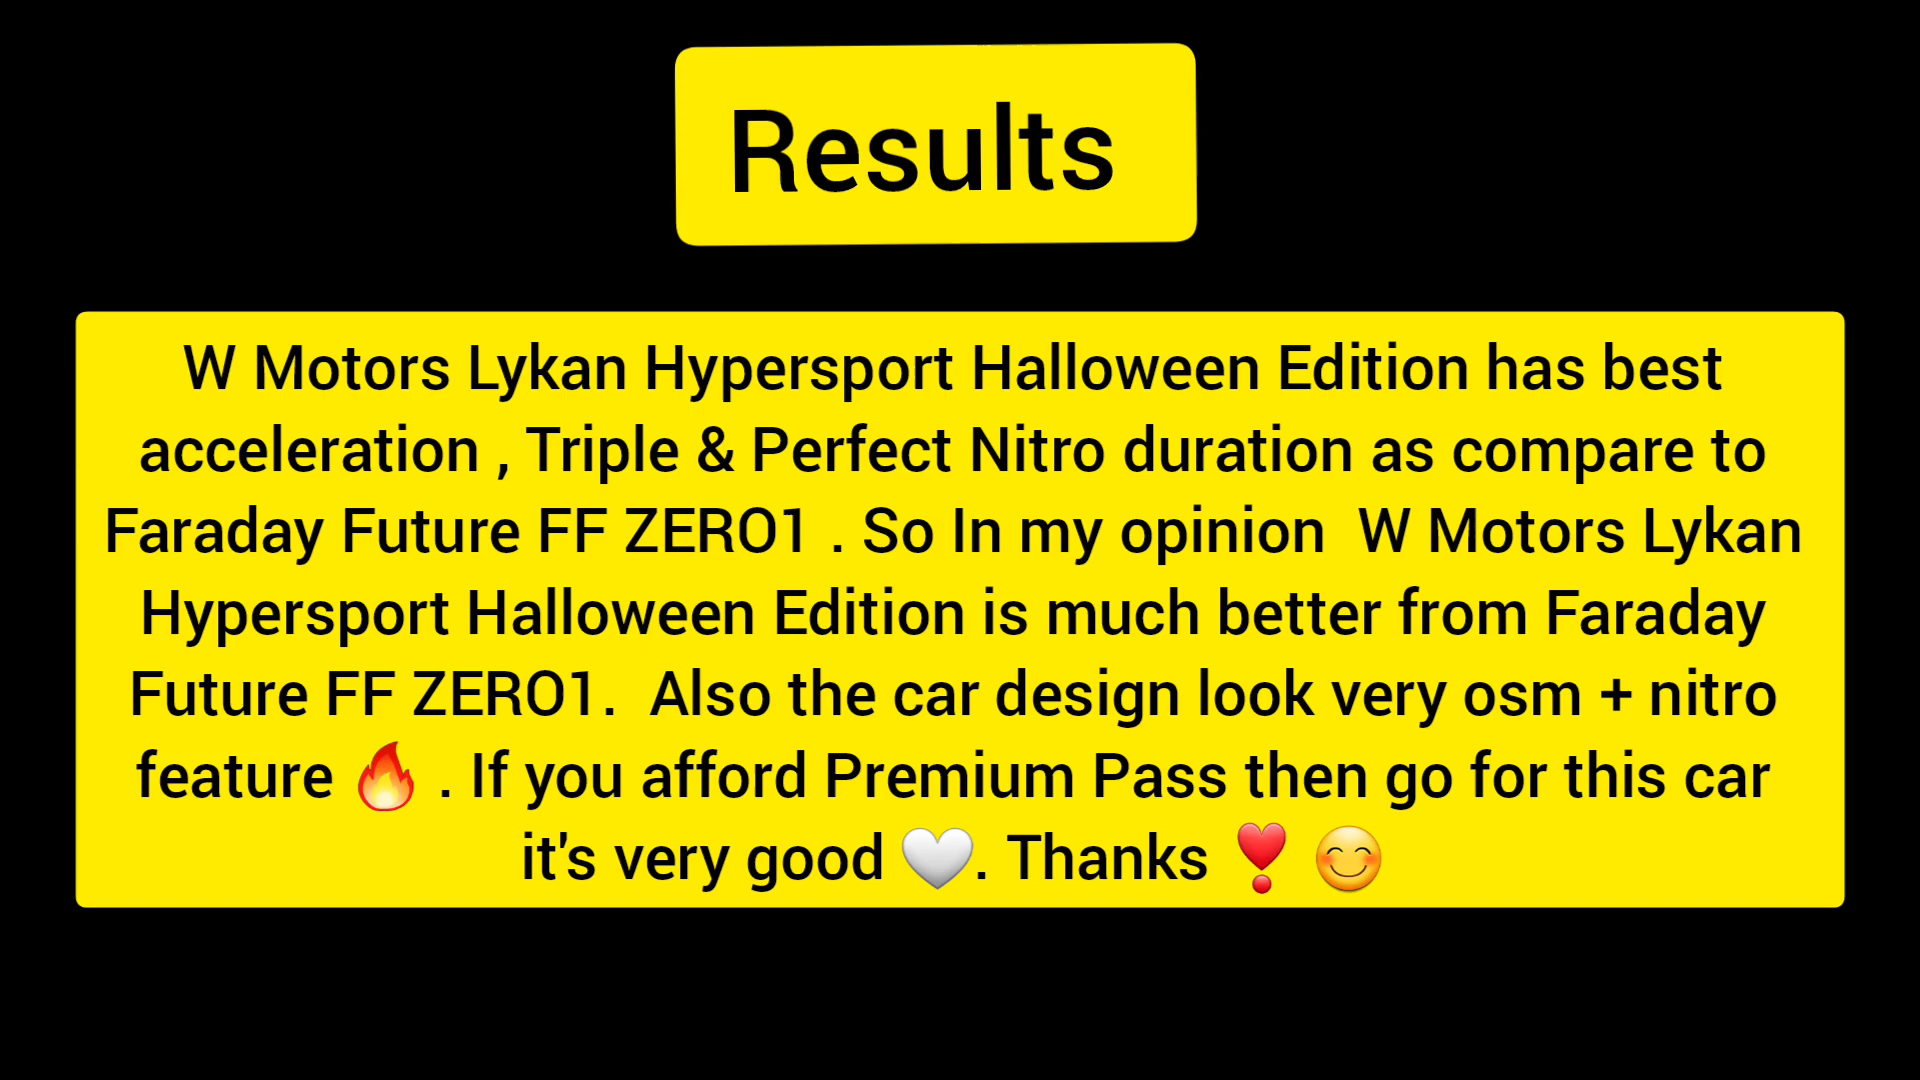 Results
W Motors Lykan Hypersport Halloween Edition has best
acceleration , Triple & Perfect Nitro duration as compare to
Faraday Future FF ZERO1 . So In my opinion  W Motors Lykan
Hypersport Halloween Edition is much better from Faraday
Future FF ZERO1.  Also the car design look very osm + nitro
feature 🔥 . If you afford Premium Pass then go for this car
it's very good 🤍. Thanks ❣️ 😊